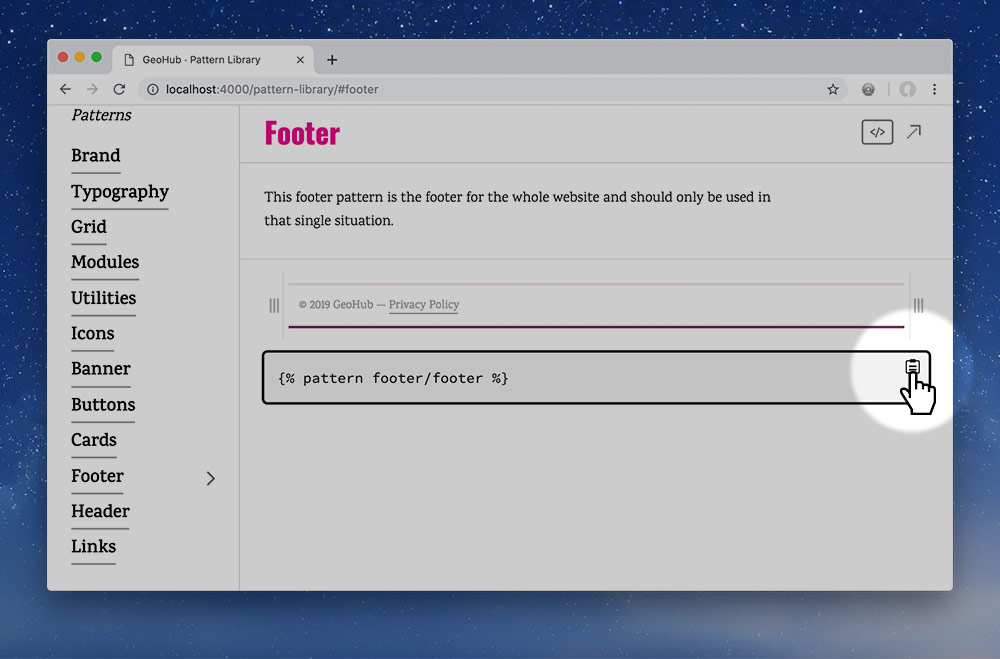 GeoHub · Pattern Library
localhost:4000/pattern-library/#footer
Patterns
Brand
Typography
Grid
Modules
Utilities
Icons
Banner
Buttons
Cards
Footer
Header
Links
Footer
</>
This footer pattern is the footer for the whole website and should only be used in
that single situation.
© 2019 GeoHub — Privacy Policy
{% pattern footer/footer %}